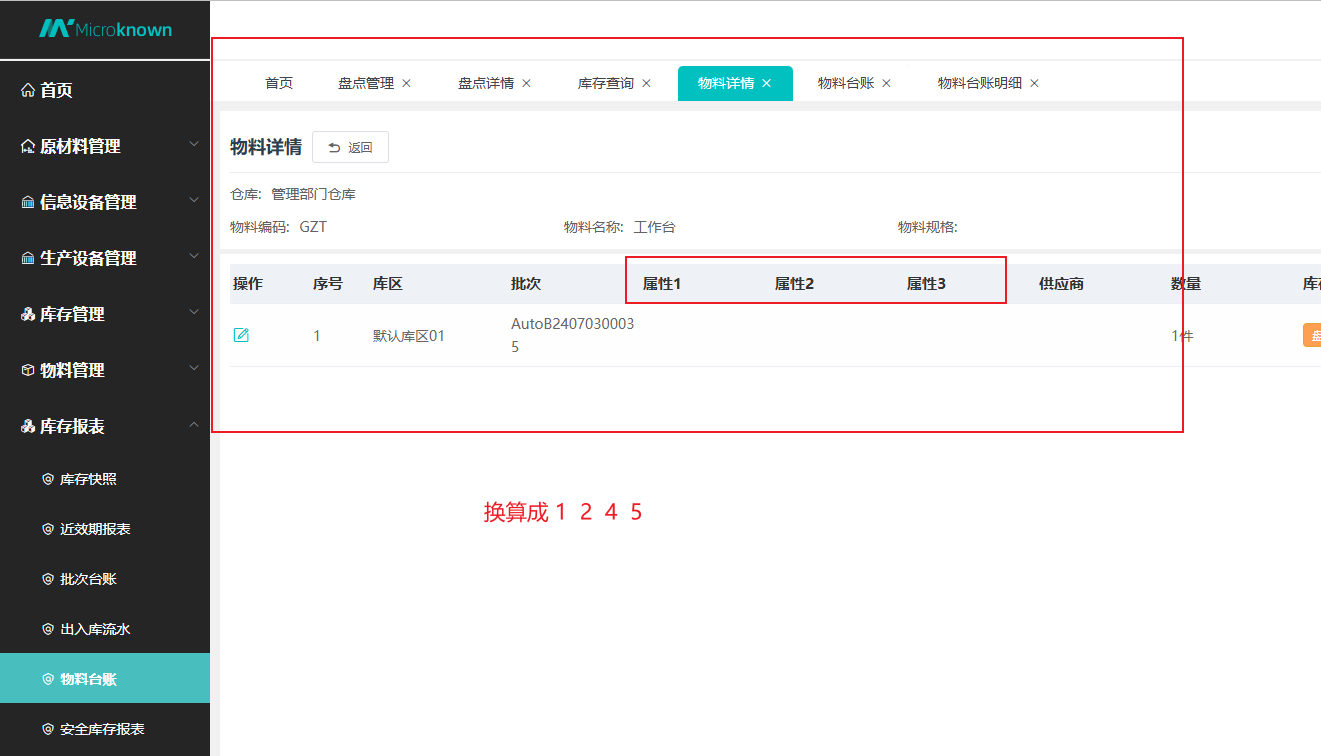 Microknown
首页
原材料管理
信息设备管理
生产设备管理
库存管理
物料管理
库存报表
库存快照
近效期报表
批次台账
出入库流水
物料台账
安全库存报表
首页 盘点管理 × 盘点详情 × 库存查询 × 物料详情 × 物料台账 × 物料台账明细 ×
物料详情 返回
仓库: 管理部门仓库
物料编码: GZT 物料名称: 工作台 物料规格:
操作 序号 库区 批次 属性1 属性2 属性3 供应商 数量 库存
1 默认库区01 AutoB2407030003
5 1件 盘
换算成 1 2 4 5